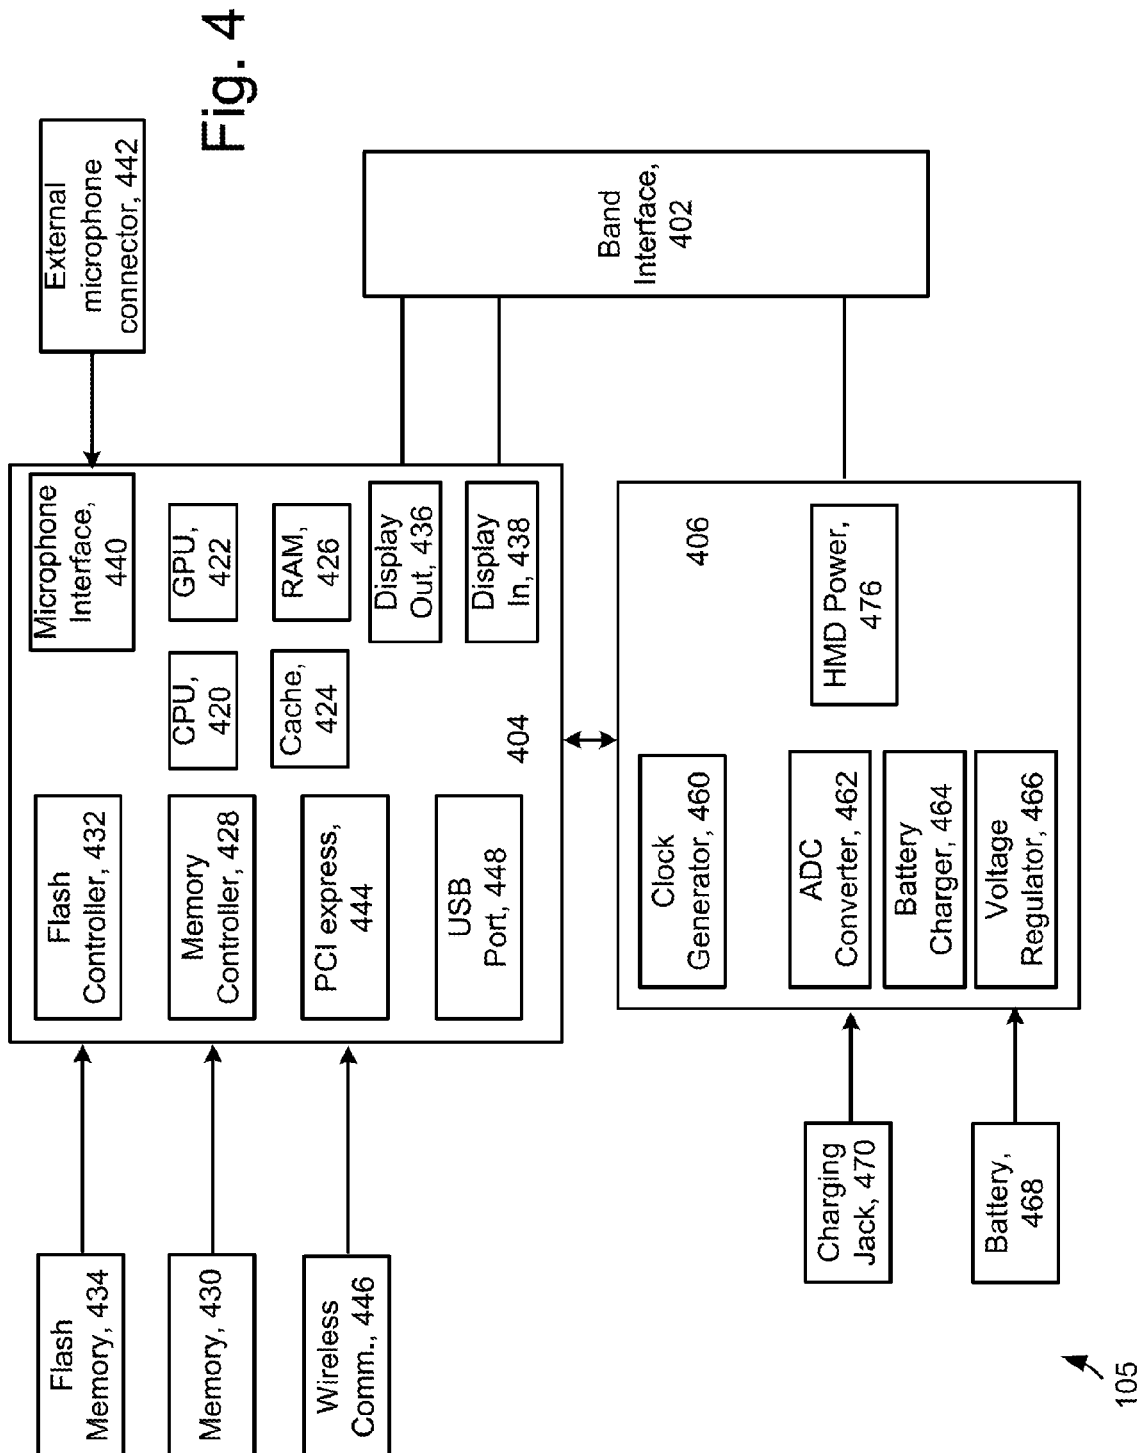 Flash
Memory, 434
Memory, 430
Wireless
Comm., 446
Flash
Controller, 432
Memory
Controller, 428
PCI express,
444
USB
Port, 448
CPU,
420
Cache,
424
404
Microphone
Interface,
440
GPU,
422
RAM,
426
Display
Out, 436
Display
In, 438
External
microphone
connector, 442
Fig. 4
Charging
Jack, 470
Battery,
468
Clock
Generator, 460
ADC
Converter, 462
Battery
Charger, 464
Voltage
Regulator, 466
406
HMD Power,
476
Band
Interface,
402
105